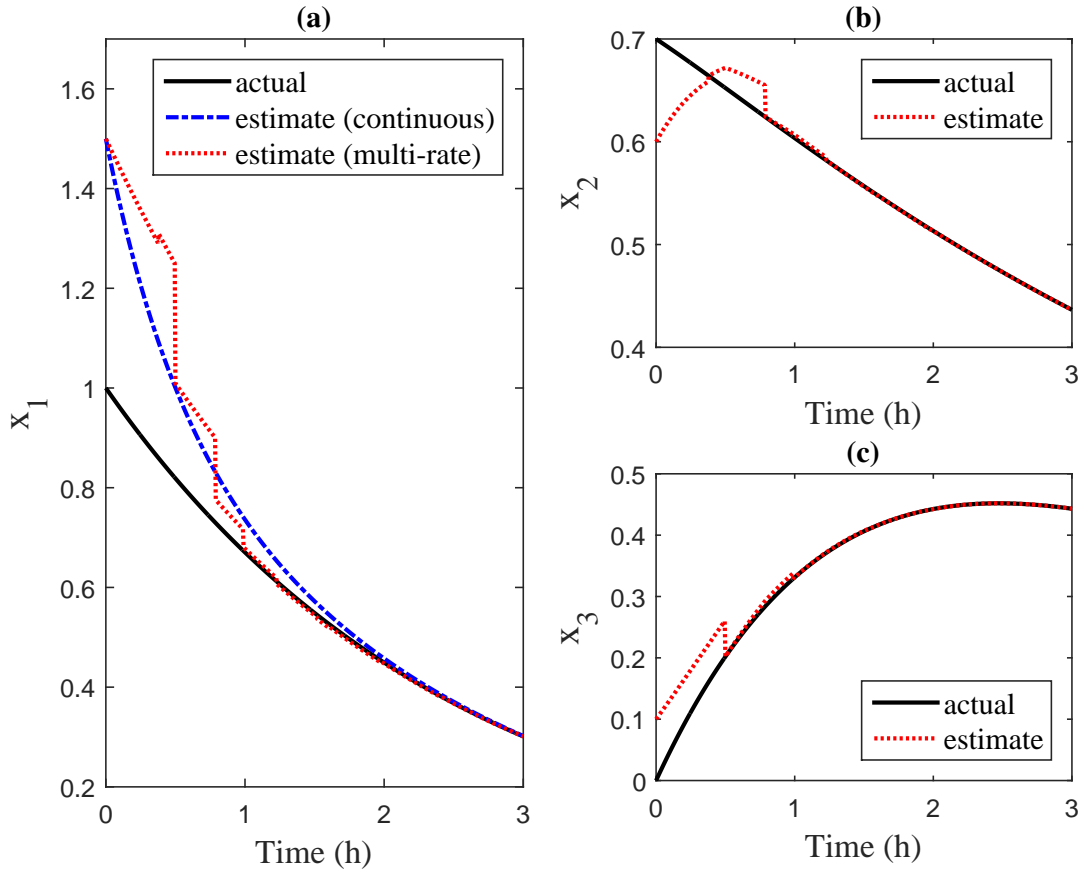 (a)
1.6
1.4
1.2
1
0.8
0.6
0.4
0.2
x1
0 1 2 3
Time (h)
actual
estimate (continuous)
estimate (multi-rate)
(b)
0.7
0.6
0.5
0.4
x2
0 1 2 3
Time (h)
actual
estimate
(c)
0.5
0.4
0.3
0.2
0.1
0
x3
0 1 2 3
Time (h)
actual
estimate